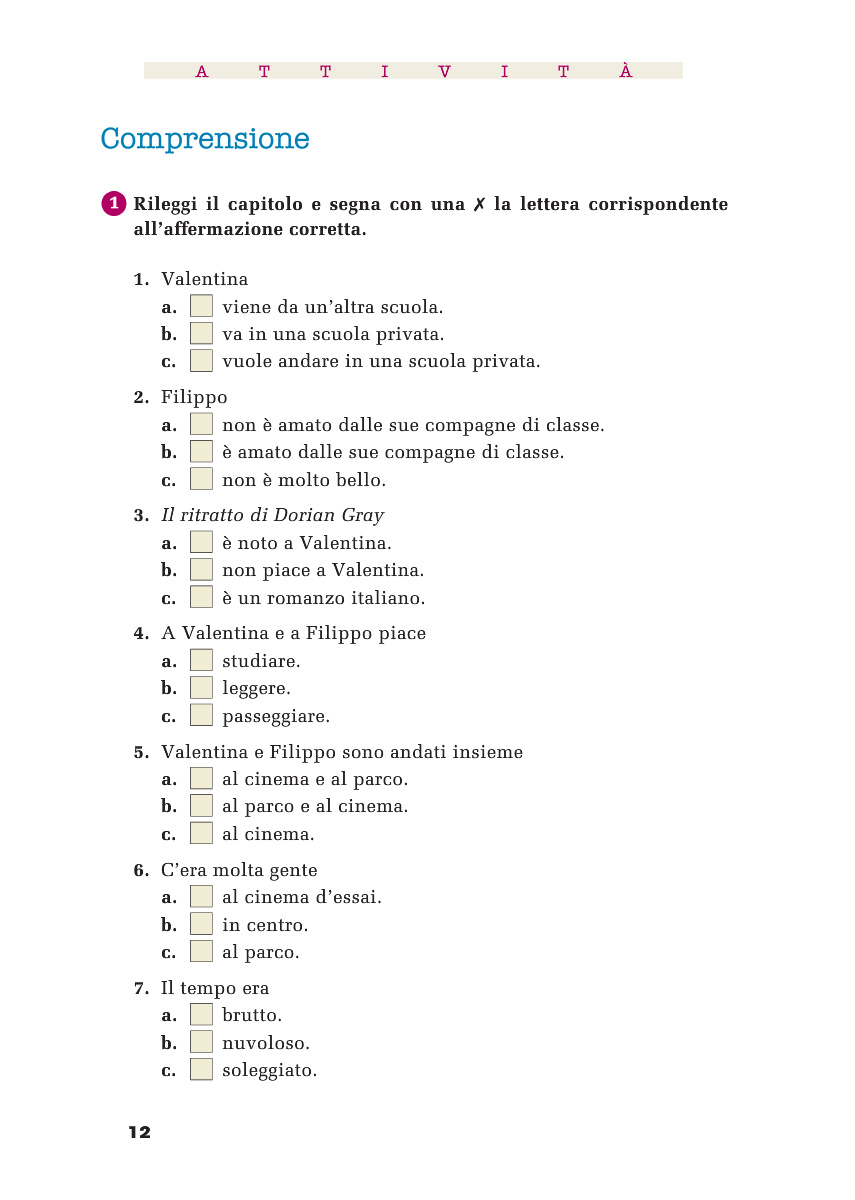 A T T I V I T À
Comprensione
1 Rileggi il capitolo e segna con una ✗ la lettera corrispondente
all’affermazione corretta.
1. Valentina
a. viene da un’altra scuola.
b. va in una scuola privata.
c. vuole andare in una scuola privata.
2. Filippo
a. non è amato dalle sue compagne di classe.
b. è amato dalle sue compagne di classe.
c. non è molto bello.
3. Il ritratto di Dorian Gray
a. è noto a Valentina.
b. non piace a Valentina.
c. è un romanzo italiano.
4. A Valentina e a Filippo piace
a. studiare.
b. leggere.
c. passeggiare.
5. Valentina e Filippo sono andati insieme
a. al cinema e al parco.
b. al parco e al cinema.
c. al cinema.
6. C’era molta gente
a. al cinema d’essai.
b. in centro.
c. al parco.
7. Il tempo era
a. brutto.
b. nuvoloso.
c. soleggiato.
12